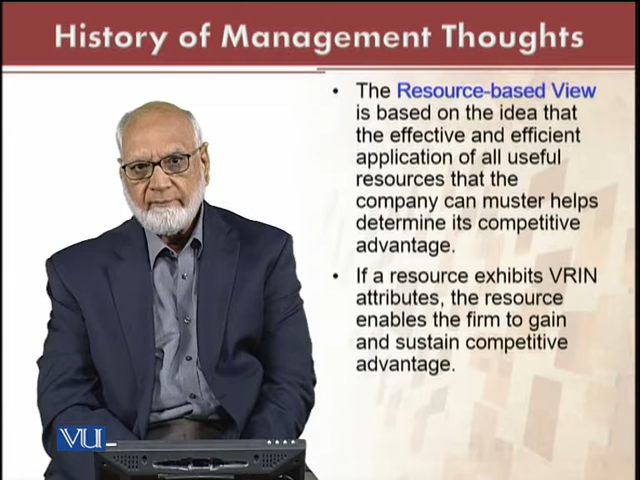 History of Management Thoughts
• The Resource-based View
is based on the idea that
the effective and efficient
application of all useful
resources that the
company can muster helps
determine its competitive
advantage.
• If a resource exhibits VRIN
attributes, the resource
enables the firm to gain
and sustain competitive
advantage.
VU